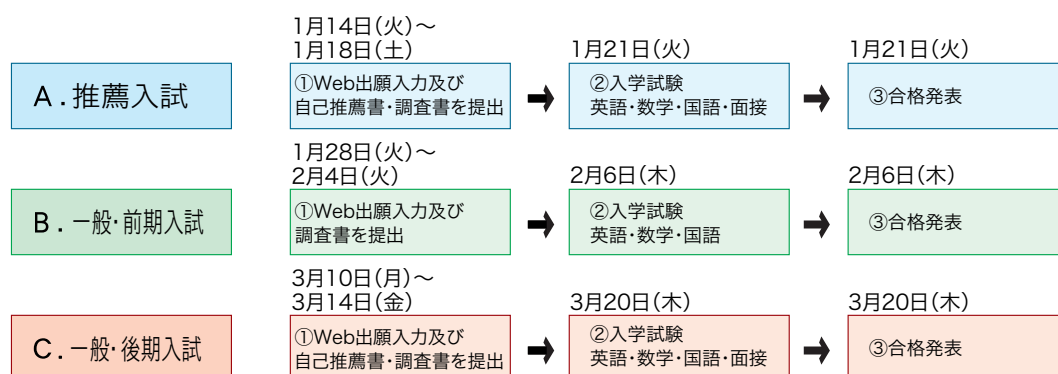 1月14日(火)～
1月18日(土)
1月21日(火)
1月21日(火)
A.推薦入試
①Web出願入力及び
自己推薦書・調査書を提出
②入学試験
英語・数学・国語・面接
③合格発表
1月28日(火)～
2月4日(火)
2月6日(木)
2月6日(木)
B.一般・前期入試
①Web出願入力及び
調査書を提出
②入学試験
英語・数学・国語
③合格発表
3月10日(月)～
3月14日(金)
3月20日(木)
3月20日(木)
C.一般・後期入試
①Web出願入力及び
自己推薦書・調査書を提出
②入学試験
英語・数学・国語・面接
③合格発表